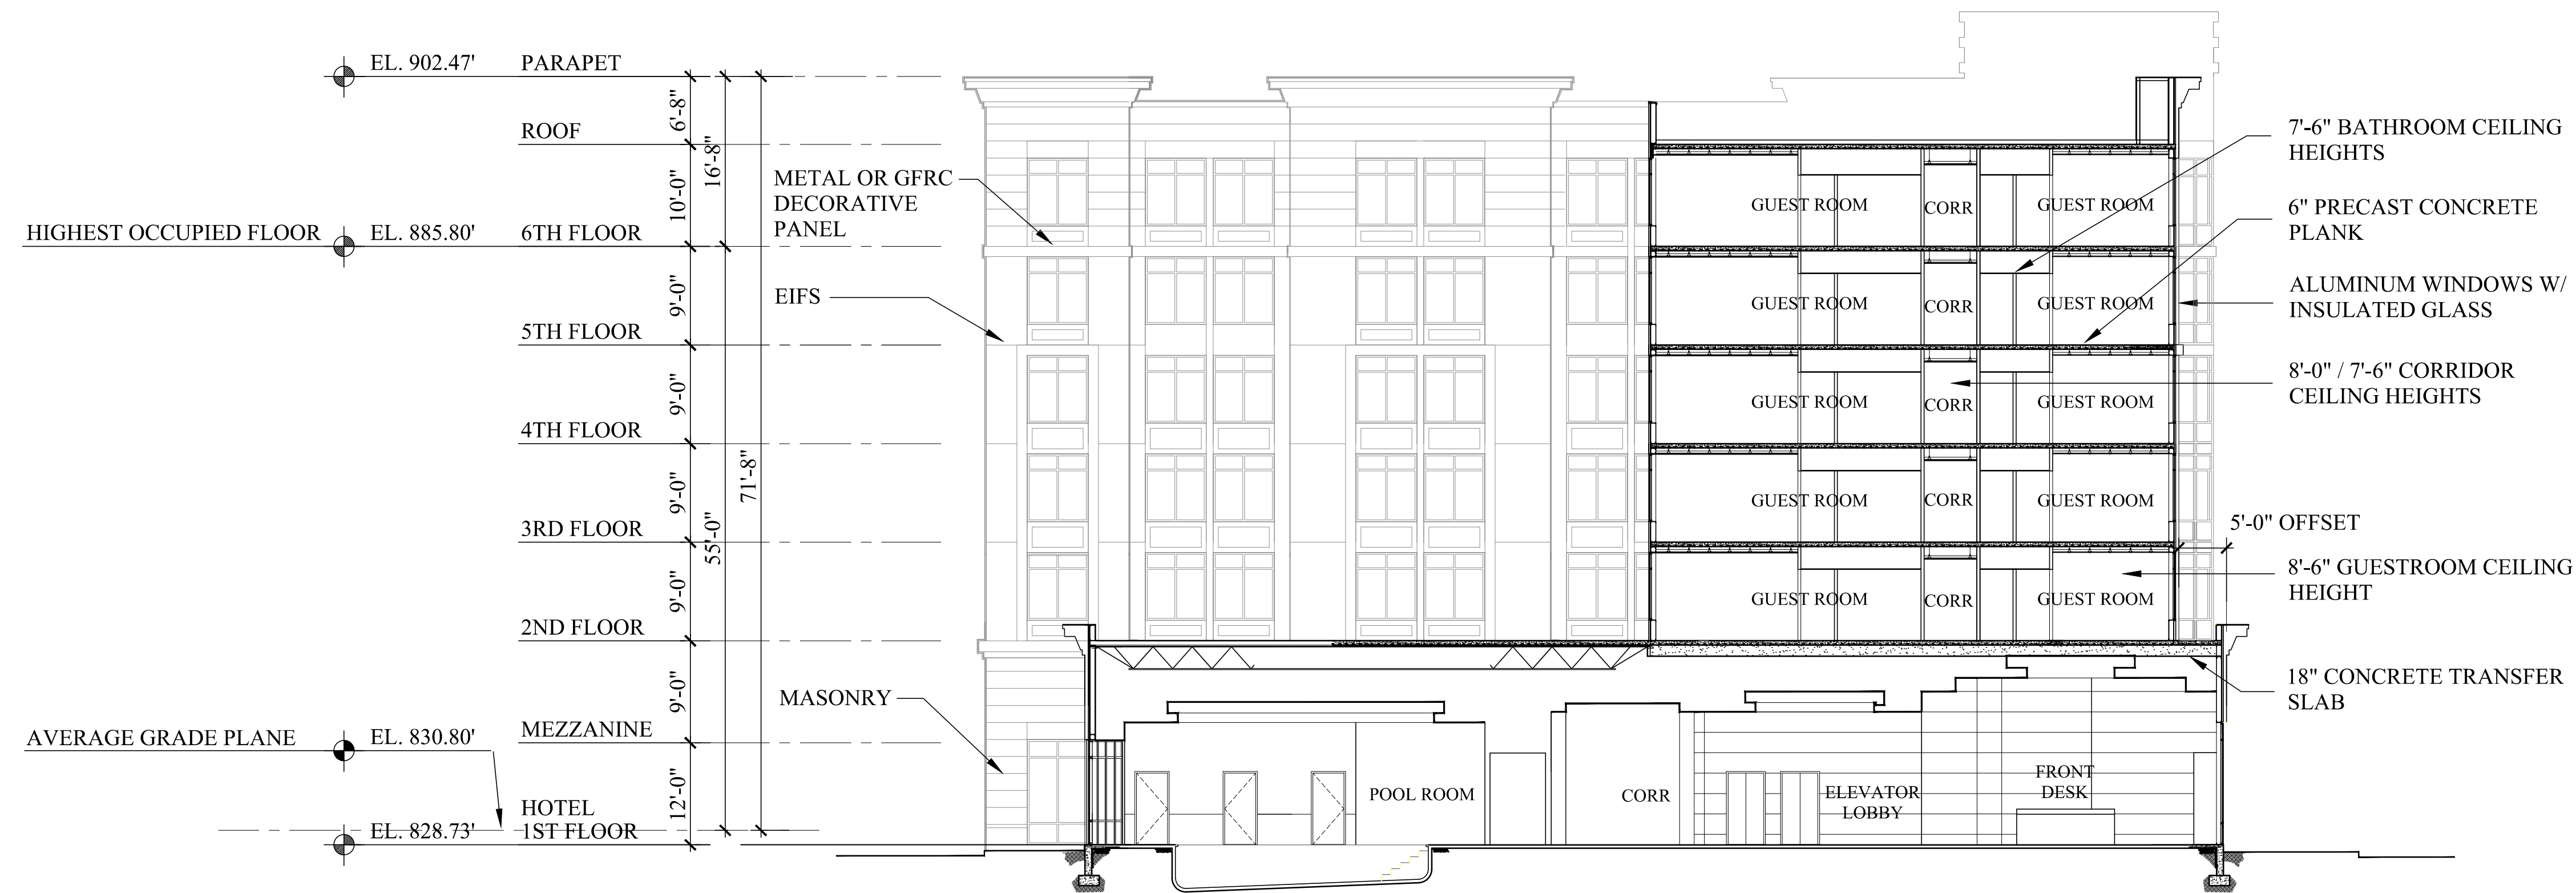 EL. 902.47' PARAPET
6'-8"
ROOF
16'-8"
10'-0"
HIGHEST OCCUPIED FLOOR EL. 885.80' 6TH FLOOR
9'-0"
5TH FLOOR
9'-0"
4TH FLOOR
9'-0"
71'-8"
3RD FLOOR
55'-0"
9'-0"
2ND FLOOR
9'-0"
MEZZANINE
AVERAGE GRADE PLANE EL. 830.80'
12'-0"
HOTEL
EL. 828.73' 1ST FLOOR
METAL OR GFRC
DECORATIVE
PANEL
EIFS
MASONRY
GUEST ROOM CORR GUEST ROOM
GUEST ROOM CORR GUEST ROOM
GUEST ROOM CORR GUEST ROOM
GUEST ROOM CORR GUEST ROOM
GUEST ROOM CORR GUEST ROOM
POOL ROOM
CORR
ELEVATOR
LOBBY
FRONT
DESK
7'-6" BATHROOM CEILING
HEIGHTS
6" PRECAST CONCRETE
PLANK
ALUMINUM WINDOWS W/
INSULATED GLASS
8'-0" / 7'-6" CORRIDOR
CEILING HEIGHTS
5'-0" OFFSET
8'-6" GUESTROOM CEILING
HEIGHT
18" CONCRETE TRANSFER
SLAB